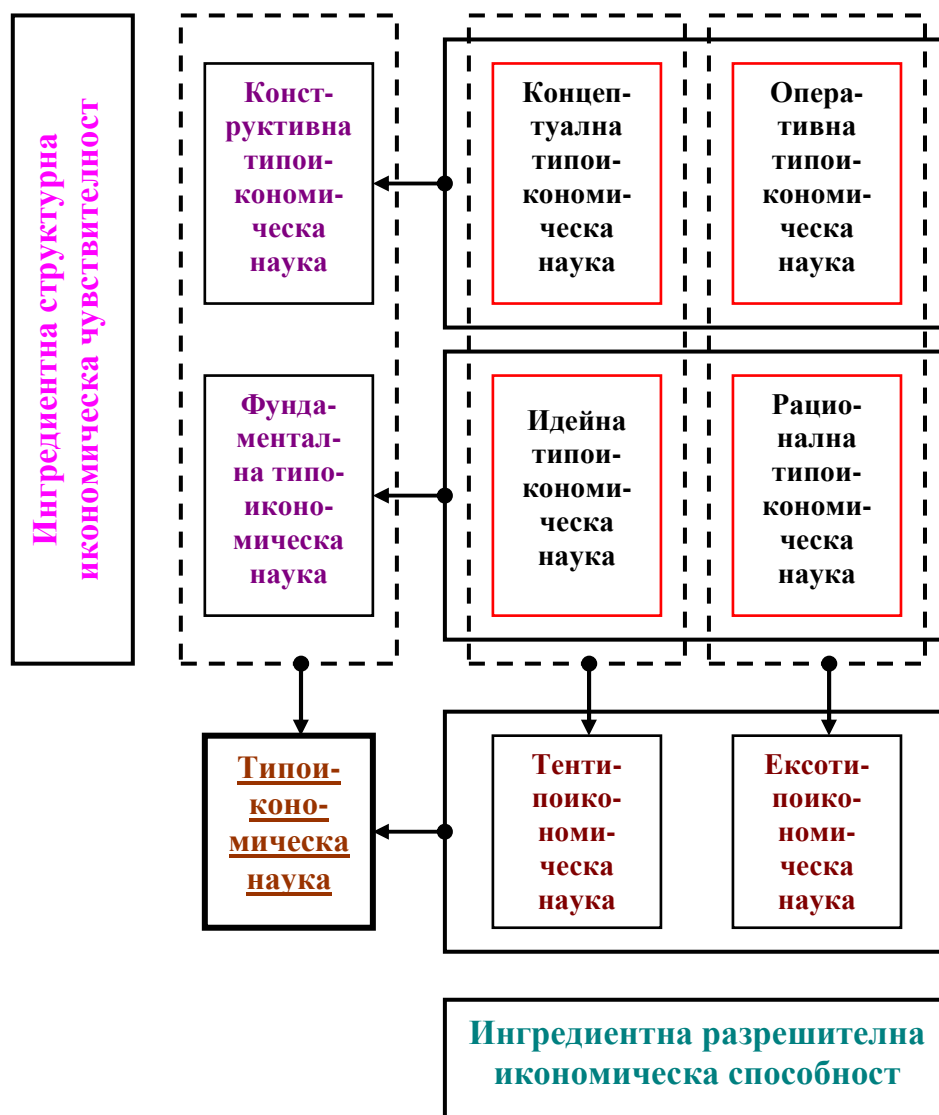 Ингредиентна структурна
икономическа чувствителност
Конст-
руктивна
типои-
кономи-
ческа
наука
Концеп-
туална
типои-
кономи-
ческа
наука
Опера-
тивна
типои-
кономи-
ческа
наука
Фунда-
ментал-
на типо-
иконо-
мическа
наука
Идейна
типои-
кономи-
ческа
наука
Рацио-
нална
типои-
кономи-
ческа
наука
Типои-
коно-
мическа
наука
Тенти-
поико-
номи-
ческа
наука
Ексоти-
поико-
номи-
ческа
наука
Ингредиентна разрешителна
икономическа способност